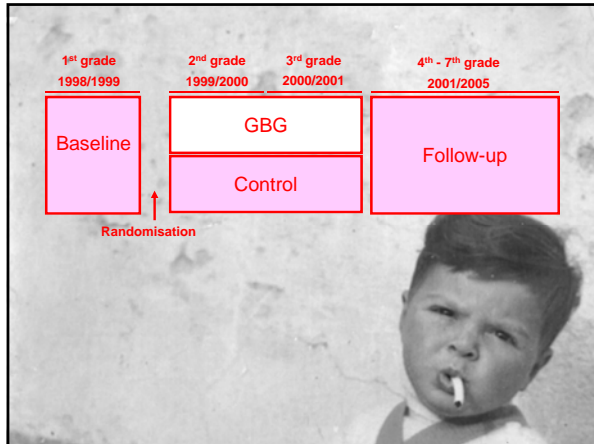 1st grade
1998/1999
2nd grade
1999/2000
3rd grade
2000/2001
4th - 7th grade
2001/2005
Baseline
GBG
Control
Follow-up
Randomisation